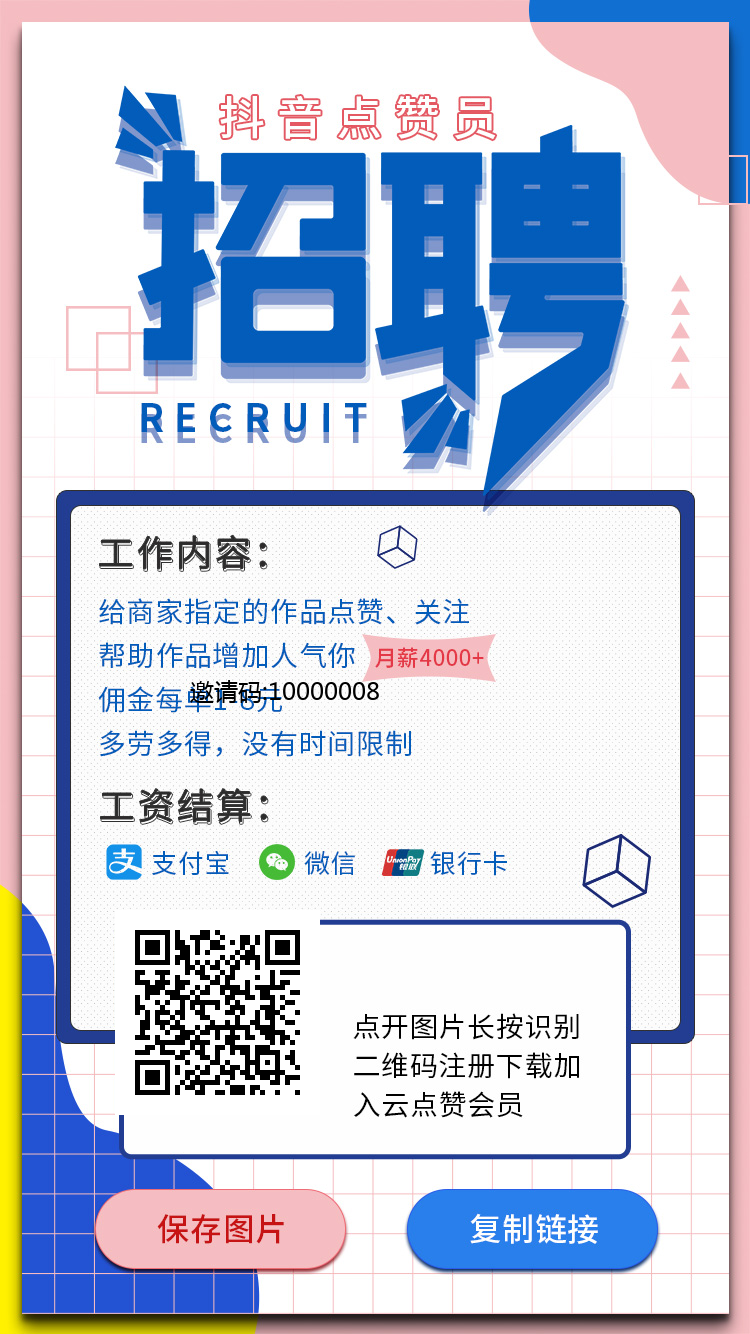 抖音点赞员
招聘
RECRUIT
工作内容：
给商家指定的作品点赞、关注
帮助作品增加人气你
月薪4000+
佣金每单1-8元
邀请码:10000008
多劳多得，没有时间限制
工资结算：
支付宝 微信 UnionPay 银联 银行卡
点开图片长按识别
二维码注册下载加
入云点赞会员
保存图片 复制链接